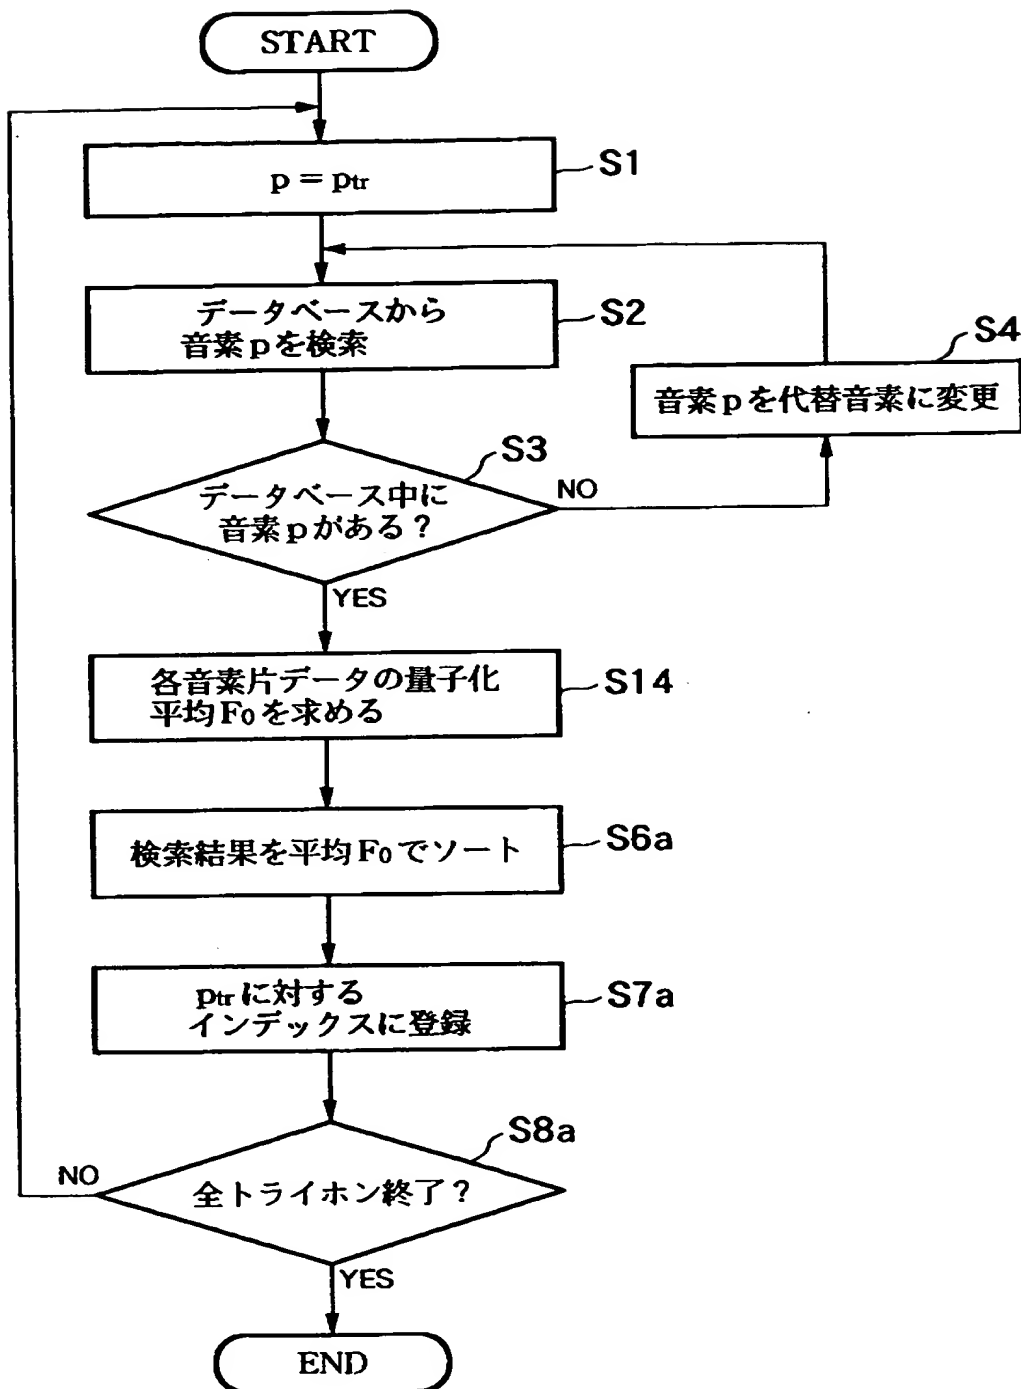 START
p = ptr
S1
データベースから
音素pを検索
S2
音素pを代替音素に変更
S4
データベース中に
音素pがある？
S3
NO
YES
各音素片データの量子化
平均F0を求める
S14
検索結果を平均F0でソート
S6a
ptrに対する
インデックスに登録
S7a
全トライホン終了？
S8a
NO
YES
END